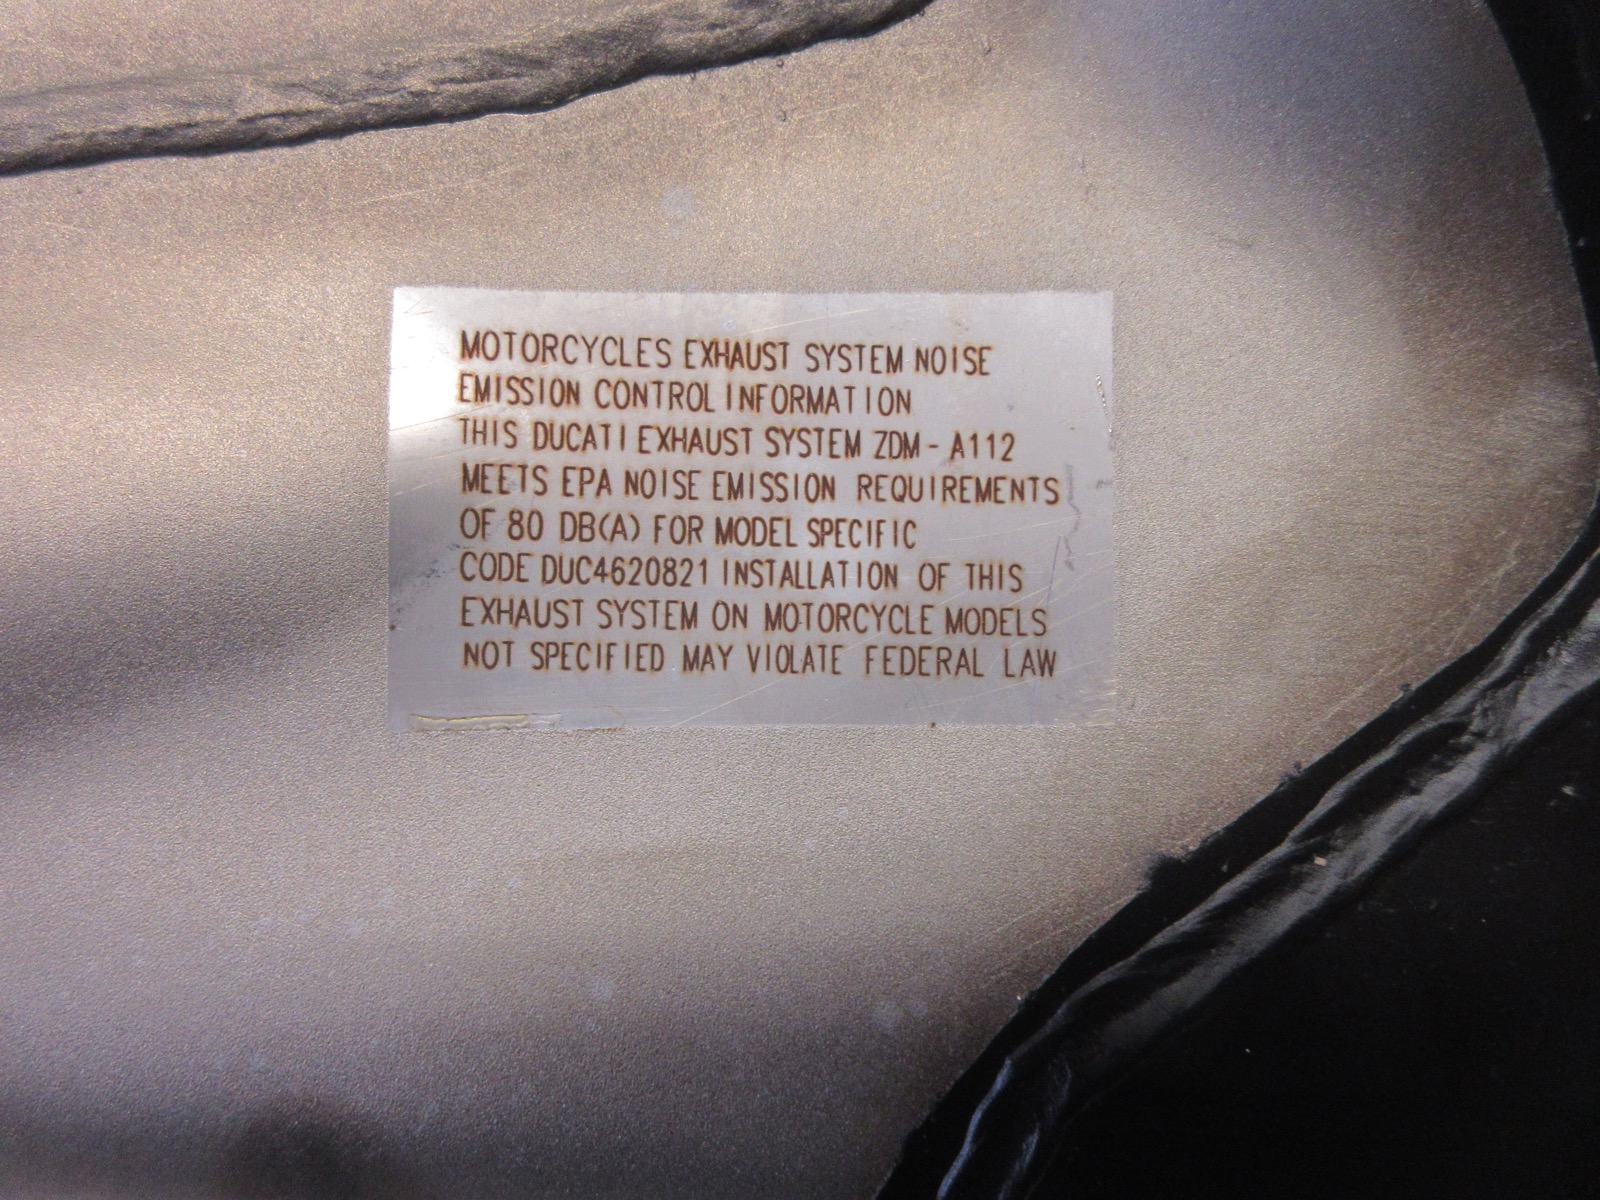 MOTORCYCLES EXHAUST SYSTEM NOISE
EMISSION CONTROL INFORMATION
THIS DUCATI EXHAUST SYSTEM ZDM - A112
MEETS EPA NOISE EMISSION REQUIREMENTS
OF 80 DB(A) FOR MODEL SPECIFIC
CODE DUC4620821 INSTALLATION OF THIS
EXHAUST SYSTEM ON MOTORCYCLE MODELS
NOT SPECIFIED MAY VIOLATE FEDERAL LAW